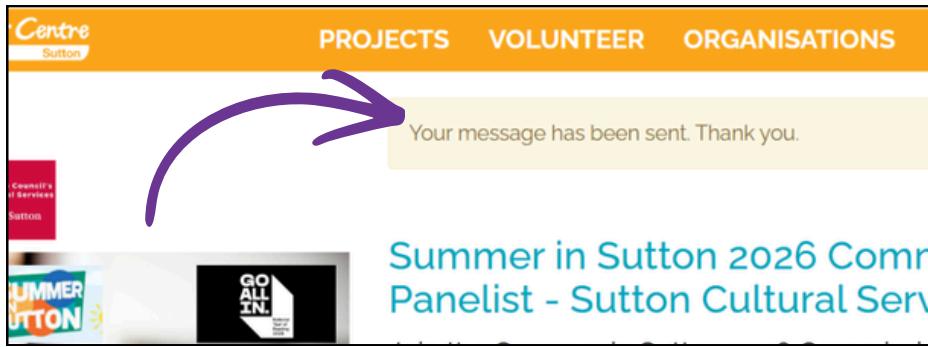 Centre
Sutton
PROJECTS VOLUNTEER ORGANISATIONS
Your message has been sent. Thank you.
Council's
Services
Sutton
SUMMER
SUTTON
GO
ALL
IN.
Summer in Sutton 2026 Comm
Panelist - Sutton Cultural Serv